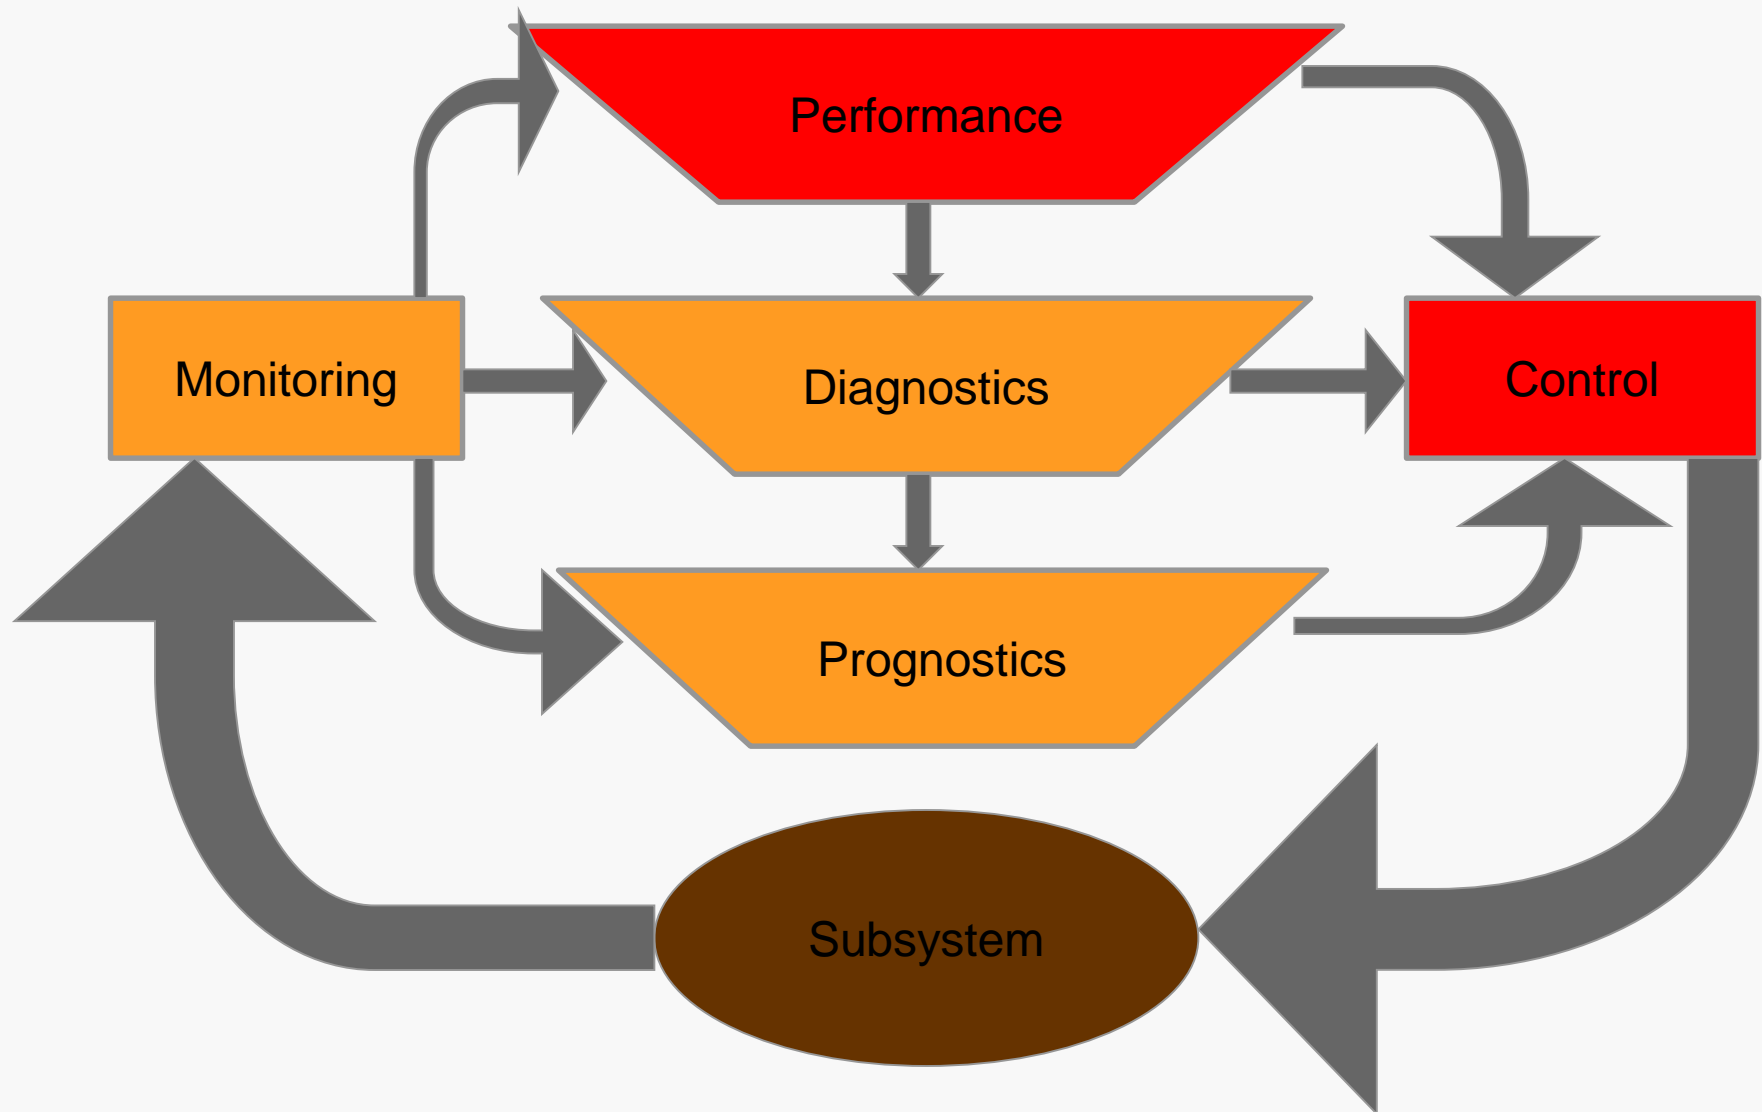 Performance
Monitoring
Diagnostics
Control
Prognostics
Subsystem